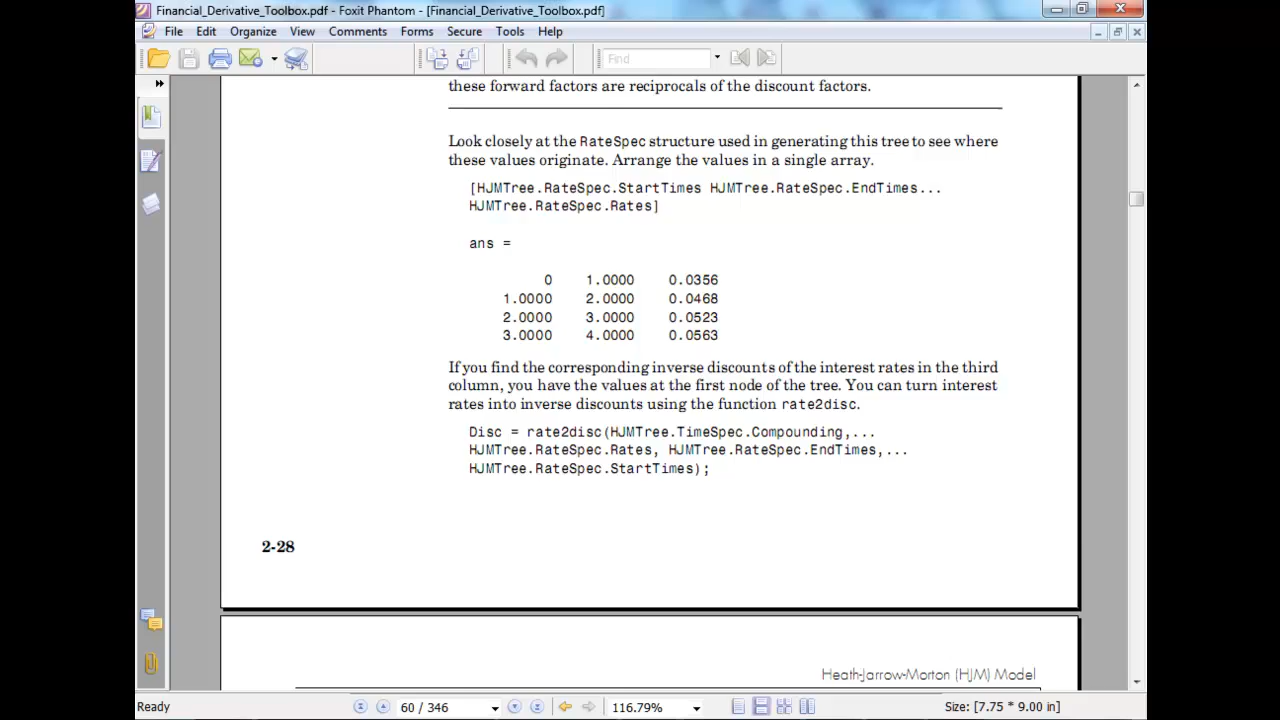 Financial_Derivative_Toolbox.pdf - Foxit Phantom - [Financial_Derivative_Toolbox.pdf]
File Edit Organize View Comments Forms Secure Tools Help
Find
these forward factors are reciprocals of the discount factors.
Look closely at the RateSpec structure used in generating this tree to see where
these values originate. Arrange the values in a single array.
[HJMTree.RateSpec.StartTimes HJMTree.RateSpec.EndTimes...
HJMTree.RateSpec.Rates]
ans =
0 1.0000 0.0356
1.0000 2.0000 0.0468
2.0000 3.0000 0.0523
3.0000 4.0000 0.0563
If you find the corresponding inverse discounts of the interest rates in the third
column, you have the values at the first node of the tree. You can turn interest
rates into inverse discounts using the function rate2disc.
Disc = rate2disc(HJMTree.TimeSpec.Compounding,...
HJMTree.RateSpec.Rates, HJMTree.RateSpec.EndTimes,...
HJMTree.RateSpec.StartTimes);
2-28
Heath-Jarrow-Morton (HJM) Model
Ready 60 / 346 116.79% Size: [7.75 * 9.00 in]